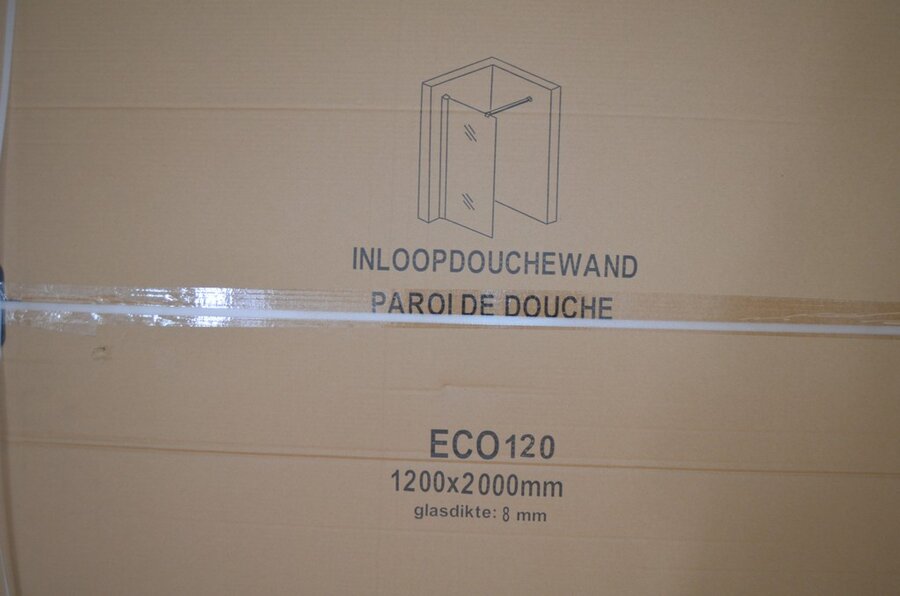 INLOOPDOUCHEWAND
PAROI DE DOUCHE
ECO120
1200x2000mm
glasdikte: 8 mm